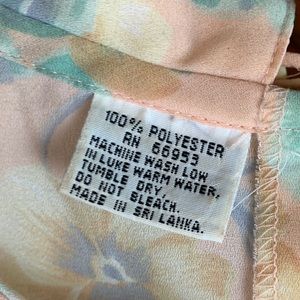 100% POLYESTER
RN 66953
MACHINE WASH LOW
IN LUKE WARM WATER,
TUMBLE DRY,
DO NOT BLEACH.
MADE IN SRI LANKA.